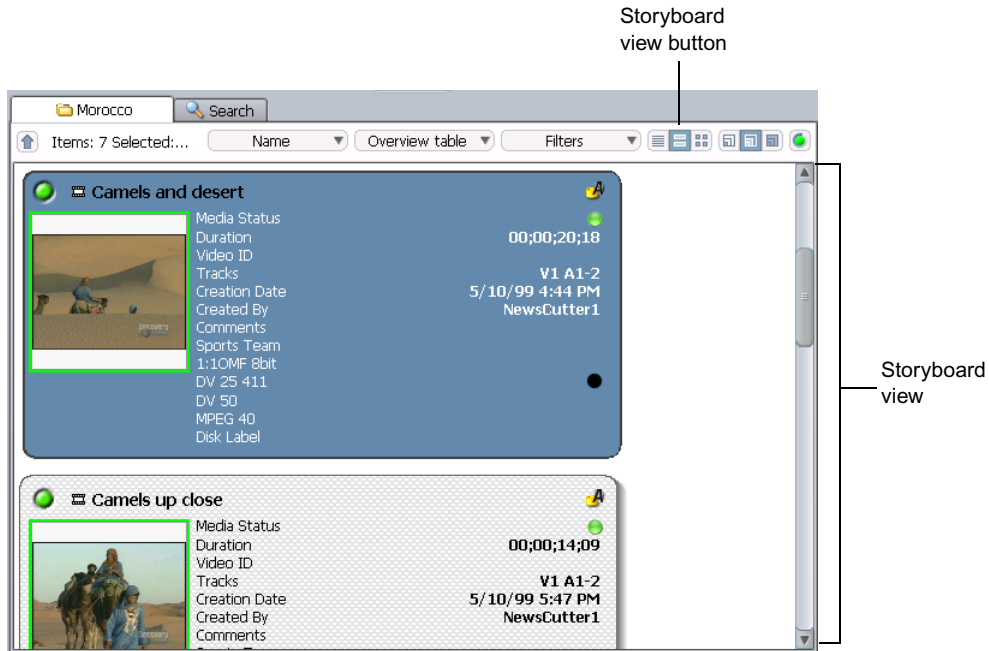 Storyboard
view button
Morocco
Search
Items: 7 Selected:...
Name
Overview table
Filters
Camels and desert
Media Status
Duration 00;00;20;18
Video ID
Tracks V1 A1-2
Creation Date 5/10/99 4:44 PM
Created By NewsCutter1
Comments
Sports Team
1:1OMF 8bit
DV 25 411
DV 50
MPEG 40
Disk Label
Discovery
Storyboard
view
Camels up close
Media Status
Duration 00;00;14;09
Video ID
Tracks V1 A1-2
Creation Date 5/10/99 5:47 PM
Created By NewsCutter1
Comments
Discovery